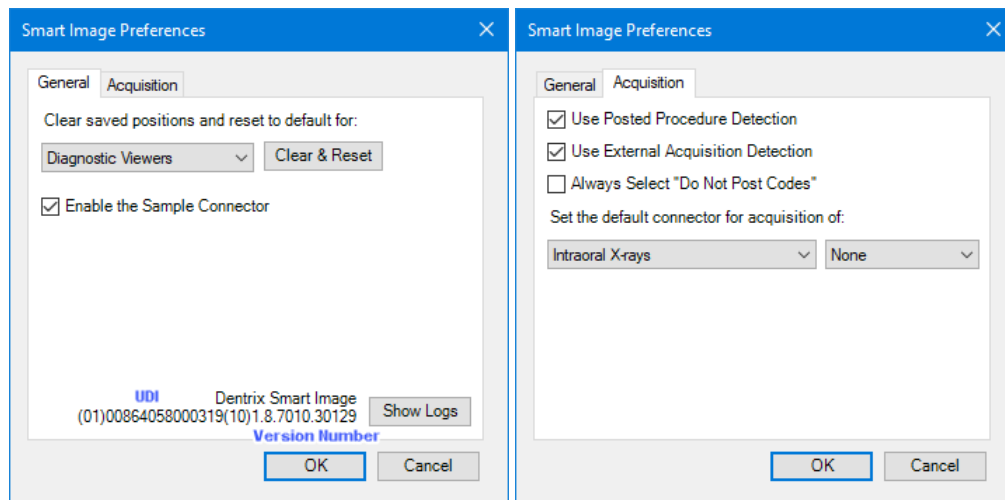 Smart Image Preferences
General
Acquisition
Clear saved positions and reset to default for:
Diagnostic Viewers
Clear & Reset
Enable the Sample Connector
UDI
Dentrix Smart Image
(01)00864058000319(10)1.8.7010.30129
Show Logs
Version Number
OK
Cancel
Smart Image Preferences
General
Acquisition
Use Posted Procedure Detection
Use External Acquisition Detection
Always Select "Do Not Post Codes"
Set the default connector for acquisition of:
Intraoral X-rays
None
OK
Cancel